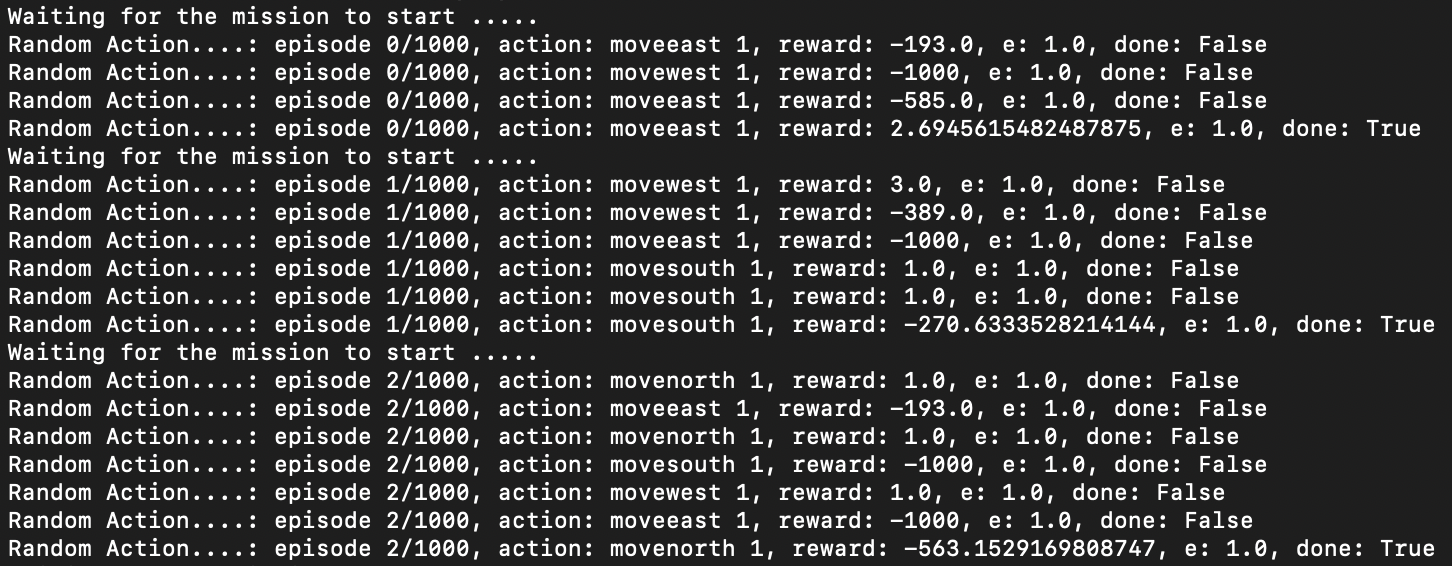 Waiting for the mission to start .....
Random Action....: episode 0/1000, action: moveeast 1, reward: -193.0, e: 1.0, done: False
Random Action....: episode 0/1000, action: movewest 1, reward: -1000, e: 1.0, done: False
Random Action....: episode 0/1000, action: moveeast 1, reward: -585.0, e: 1.0, done: False
Random Action....: episode 0/1000, action: moveeast 1, reward: 2.6945615482487875, e: 1.0, done: True
Waiting for the mission to start .....
Random Action....: episode 1/1000, action: movewest 1, reward: 3.0, e: 1.0, done: False
Random Action....: episode 1/1000, action: movewest 1, reward: -389.0, e: 1.0, done: False
Random Action....: episode 1/1000, action: moveeast 1, reward: -1000, e: 1.0, done: False
Random Action....: episode 1/1000, action: movesouth 1, reward: 1.0, e: 1.0, done: False
Random Action....: episode 1/1000, action: movesouth 1, reward: 1.0, e: 1.0, done: False
Random Action....: episode 1/1000, action: movesouth 1, reward: -270.6333528214144, e: 1.0, done: True
Waiting for the mission to start .....
Random Action....: episode 2/1000, action: movenorth 1, reward: 1.0, e: 1.0, done: False
Random Action....: episode 2/1000, action: moveeast 1, reward: -193.0, e: 1.0, done: False
Random Action....: episode 2/1000, action: movenorth 1, reward: 1.0, e: 1.0, done: False
Random Action....: episode 2/1000, action: movesouth 1, reward: -1000, e: 1.0, done: False
Random Action....: episode 2/1000, action: movewest 1, reward: 1.0, e: 1.0, done: False
Random Action....: episode 2/1000, action: moveeast 1, reward: -1000, e: 1.0, done: False
Random Action....: episode 2/1000, action: movenorth 1, reward: -563.1529169808747, e: 1.0, done: True